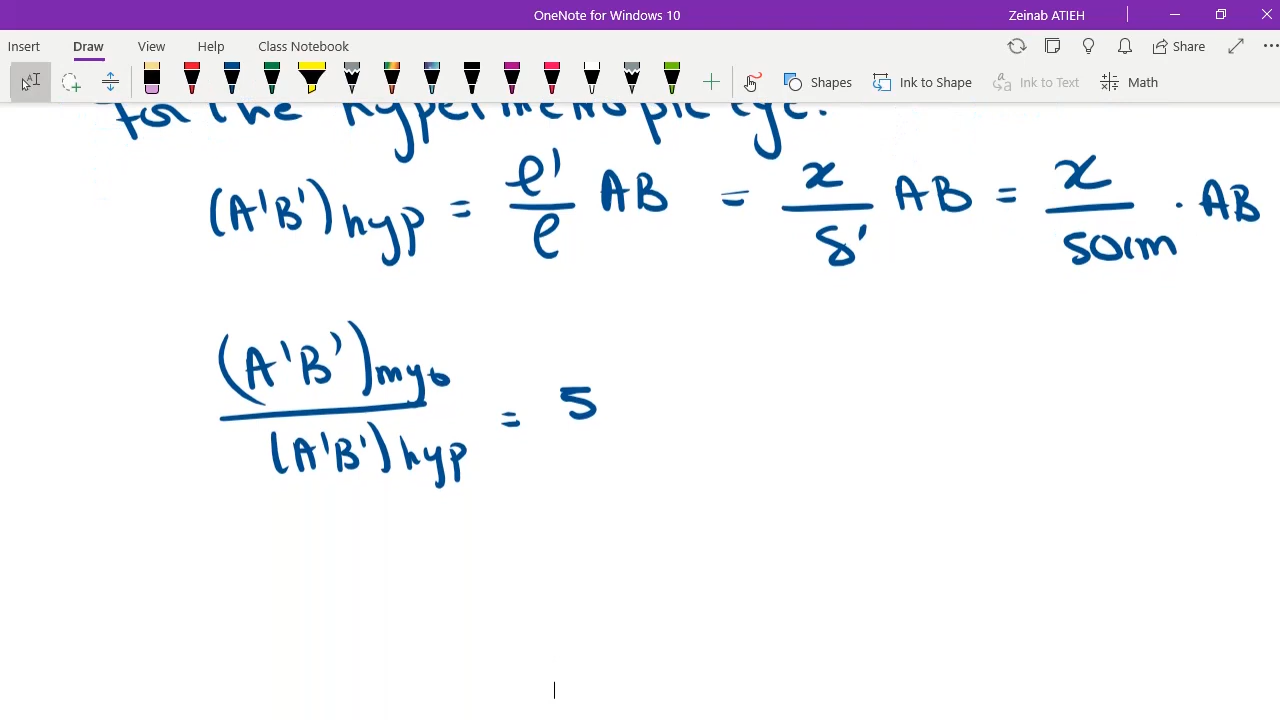 OneNote for Windows 10
Zeinab ATIEH
Insert Draw View Help Class Notebook Share
Shapes Ink to Shape Ink to Text Math
for the hypermetropic eye.
(A'B')hyp = ℓ'/ℓ AB = x/δ' AB = x/50cm . AB
(A'B')myo / (A'B')hyp = 5